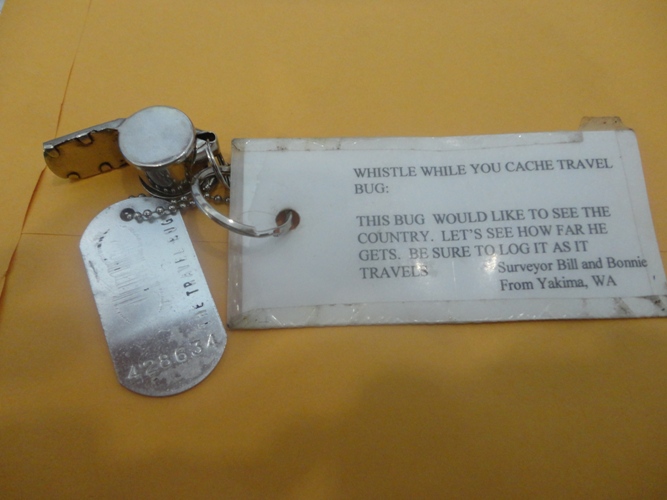 WHISTLE WHILE YOU CACHE TRAVEL
BUG:
THIS BUG WOULD LIKE TO SEE THE
COUNTRY. LET'S SEE HOW FAR HE
GETS. BE SURE TO LOG IT AS IT
TRAVELS
Surveyor Bill and Bonnie
From Yakima, WA
TRAVEL BUG
428634